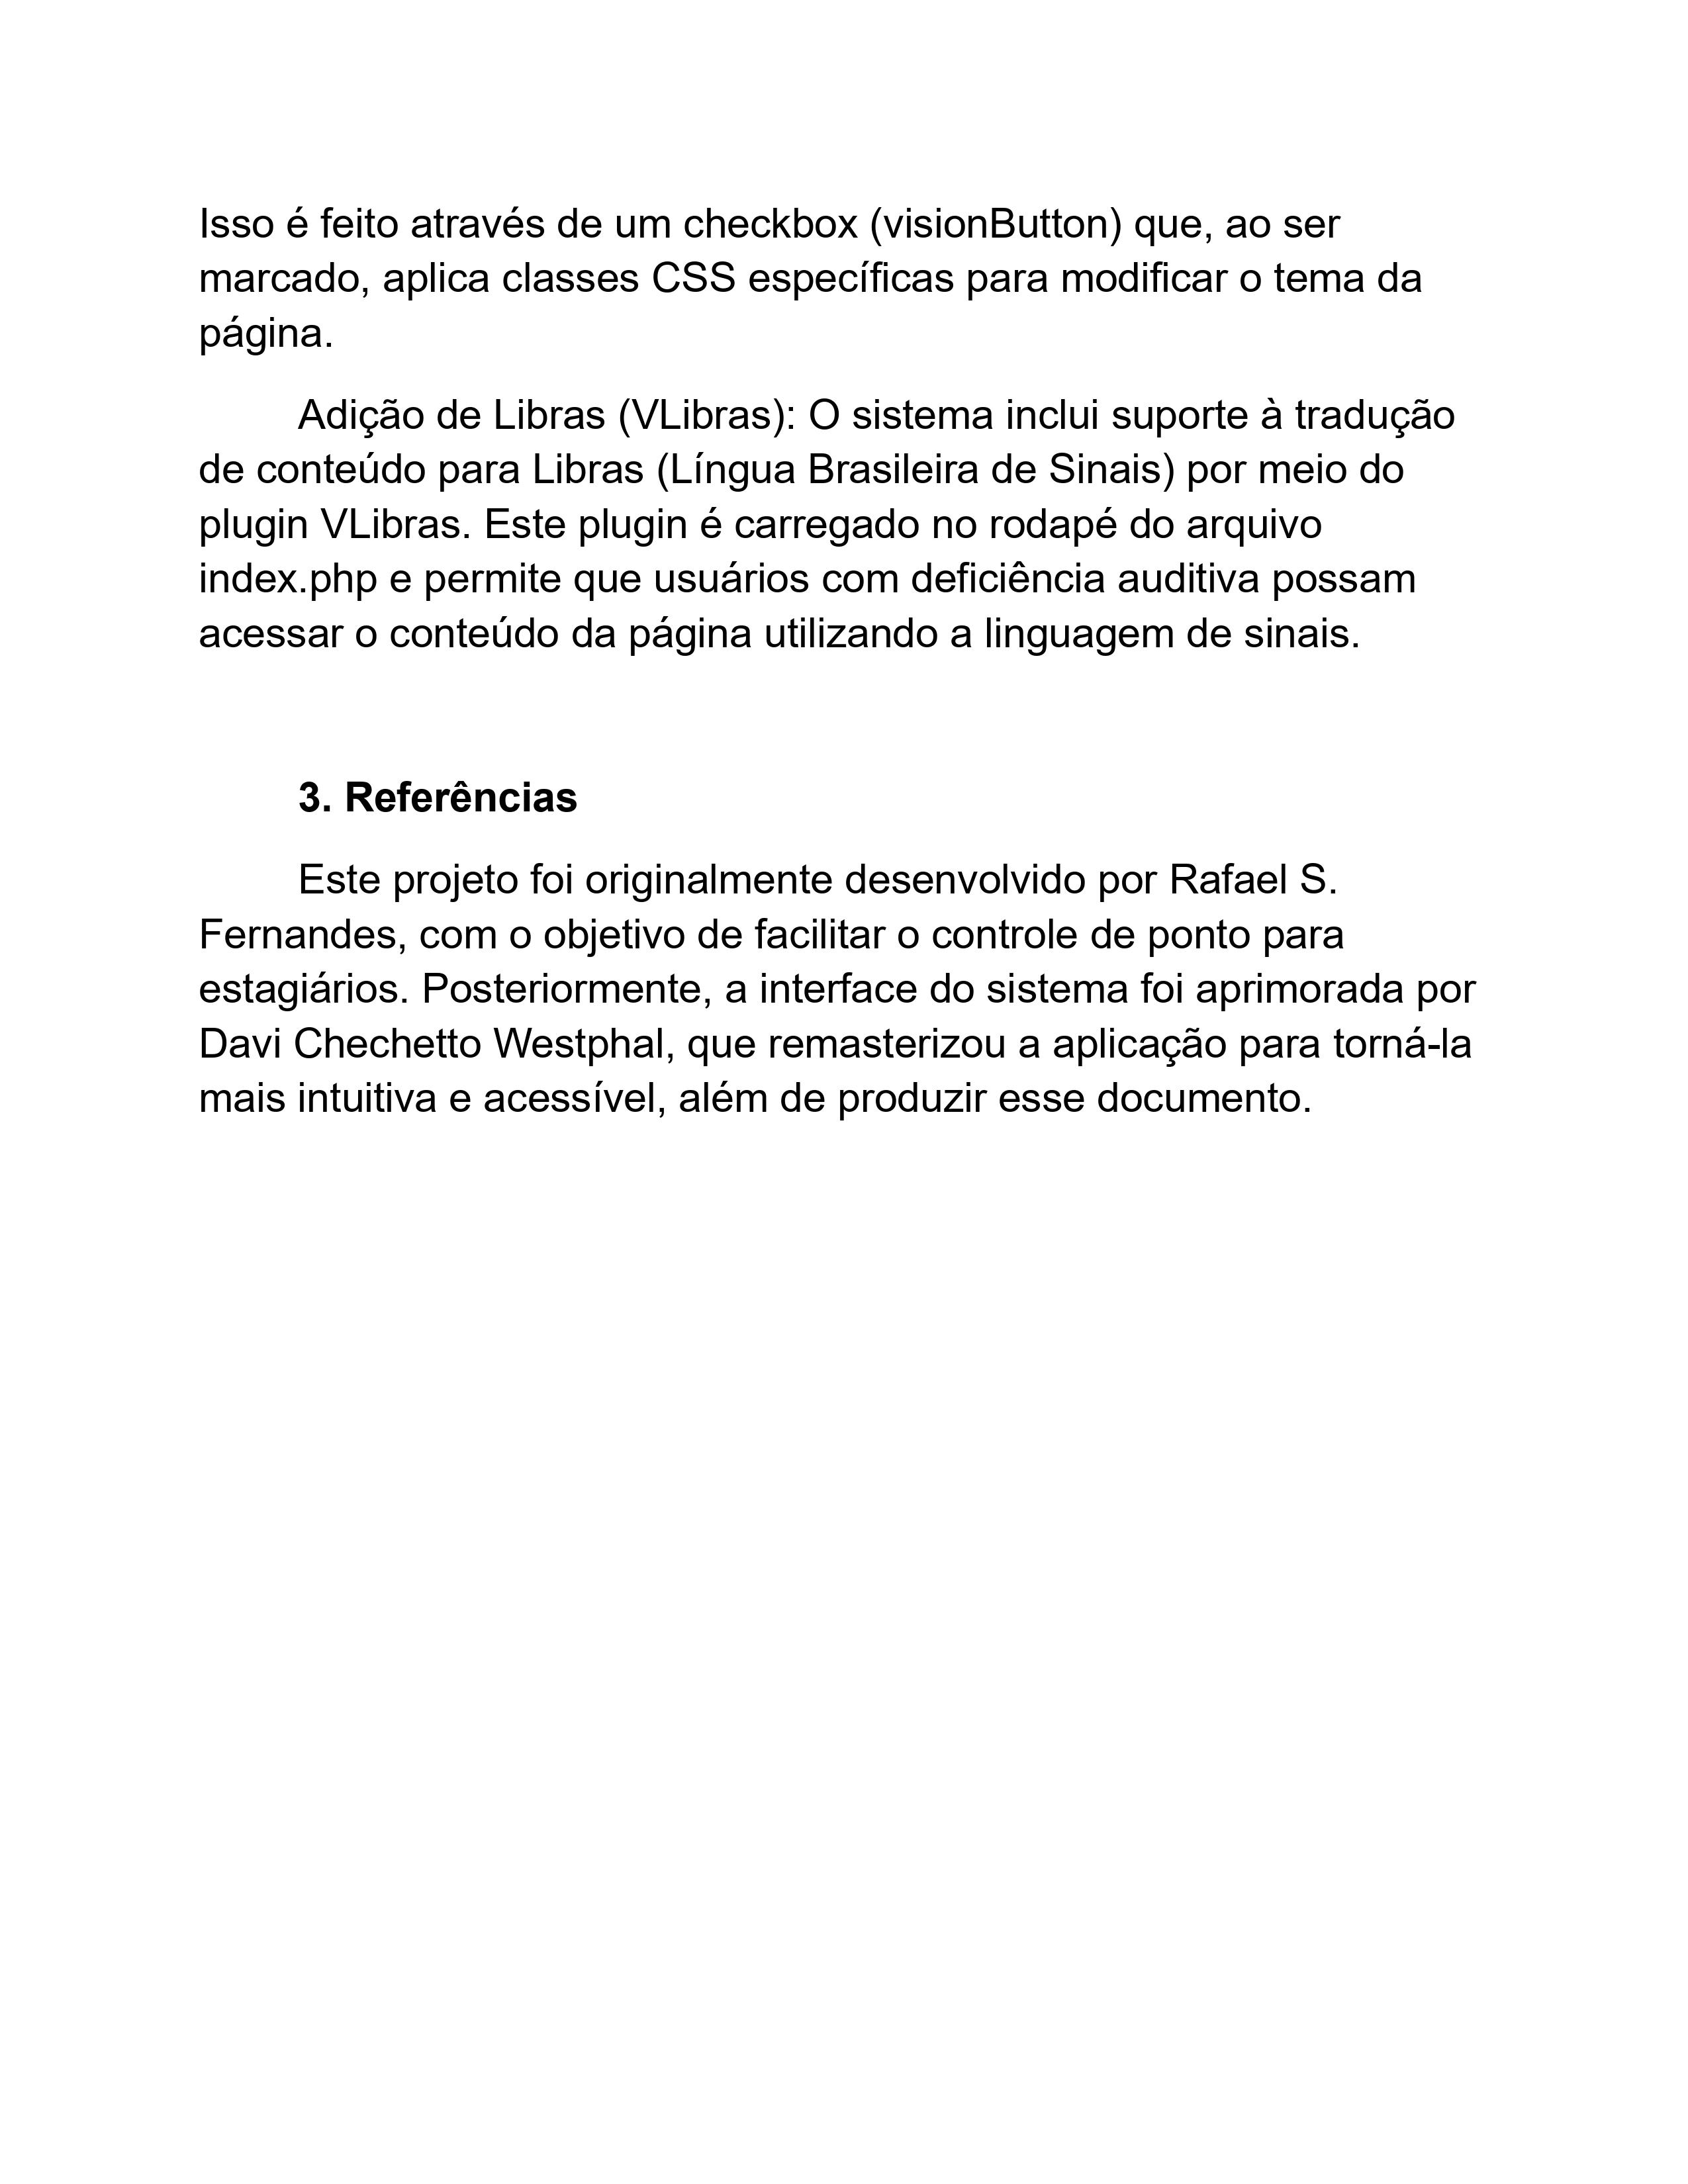 Isso é feito através de um checkbox (visionButton) que, ao ser
marcado, aplica classes CSS específicas para modificar o tema da
página.
Adição de Libras (VLibras): O sistema inclui suporte à tradução
de conteúdo para Libras (Língua Brasileira de Sinais) por meio do
plugin VLibras. Este plugin é carregado no rodapé do arquivo
index.php e permite que usuários com deficiência auditiva possam
acessar o conteúdo da página utilizando a linguagem de sinais.
3. Referências
Este projeto foi originalmente desenvolvido por Rafael S.
Fernandes, com o objetivo de facilitar o controle de ponto para
estagiários. Posteriormente, a interface do sistema foi aprimorada por
Davi Chechetto Westphal, que remasterizou a aplicação para torná-la
mais intuitiva e acessível, além de produzir esse documento.